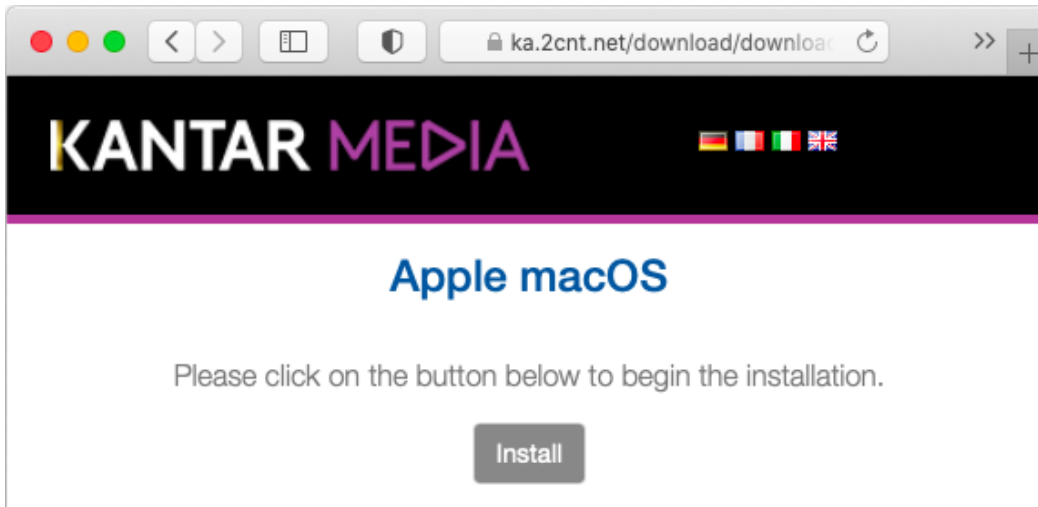 ka.2cnt.net/download/downloa
KANTAR MEDIA
Apple macOS
Please click on the button below to begin the installation.
Install